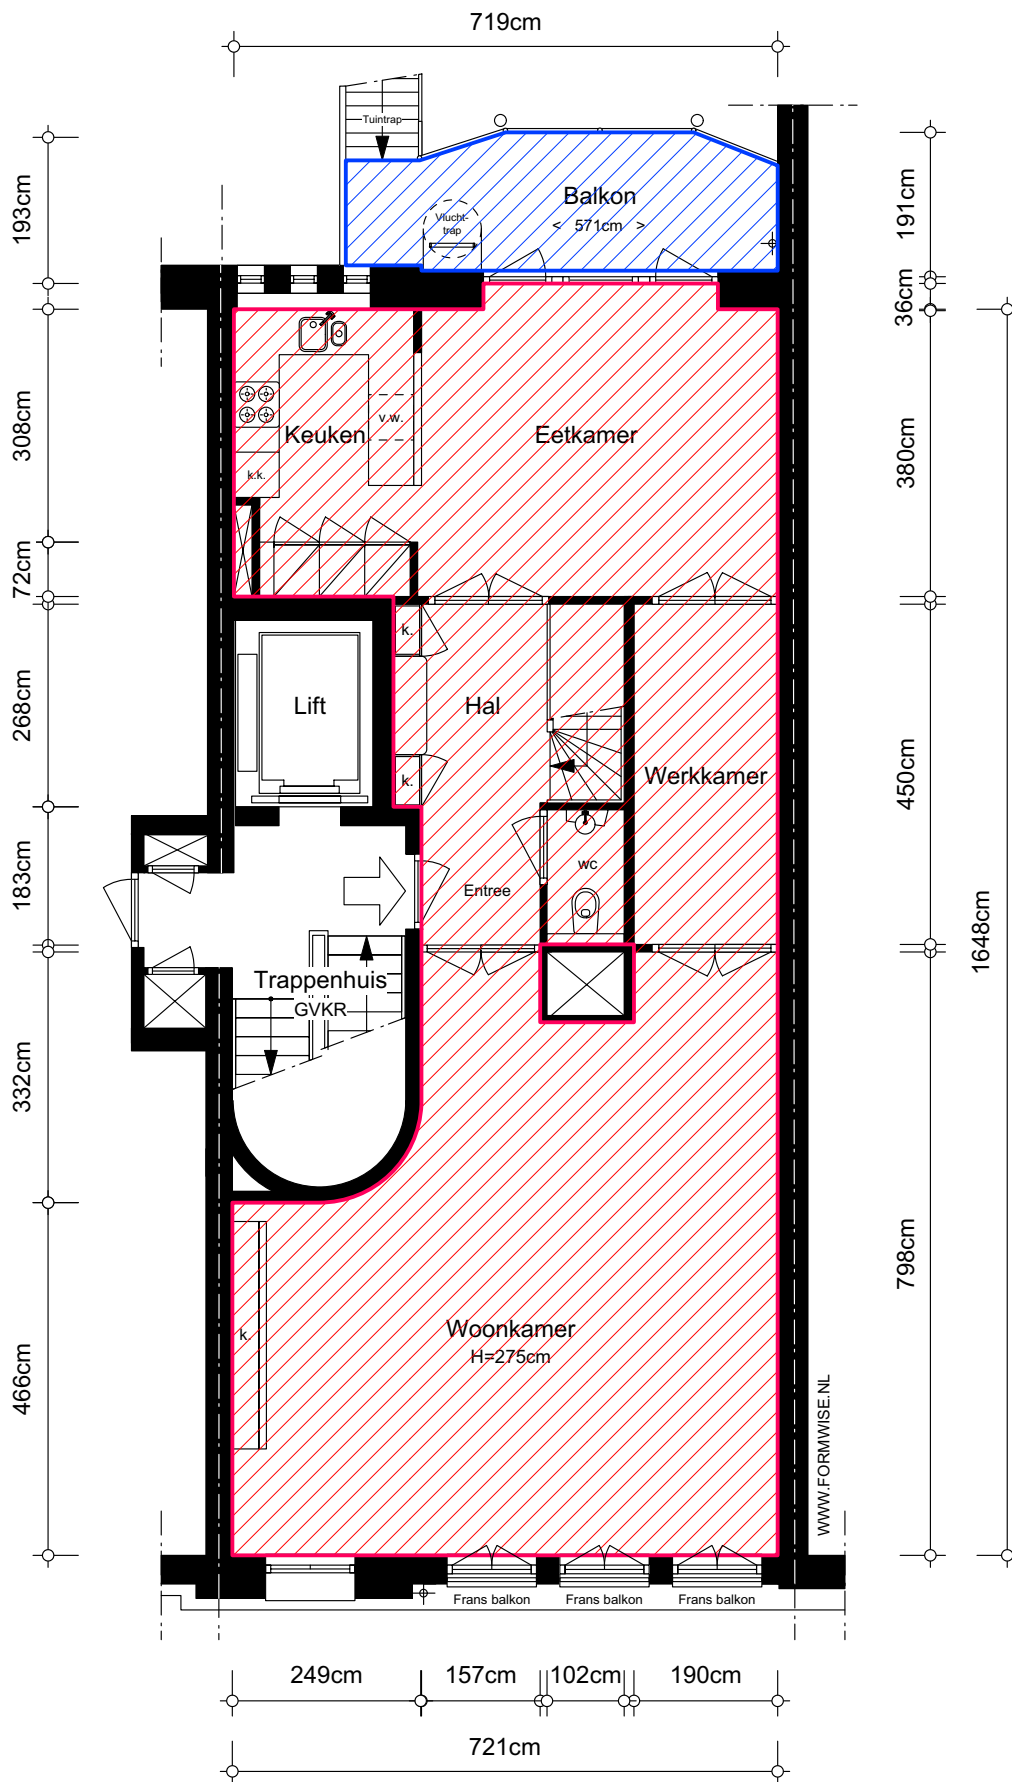 719cm
Tuintrap
Balkon
< 571cm >
Vlucht-
trap
193cm
191cm
36cm
308cm
Keuken
v.w.
k.k.
Eetkamer
380cm
72cm
k.
268cm
Lift
Hal
k.
Werkkamer
450cm
183cm
Entree
wc
Trappenhuis
GVKR
1648cm
332cm
798cm
k.
Woonkamer
H=275cm
466cm
WWW.FORMWISE.NL
Frans balkon
Frans balkon
Frans balkon
249cm
157cm
102cm
190cm
721cm